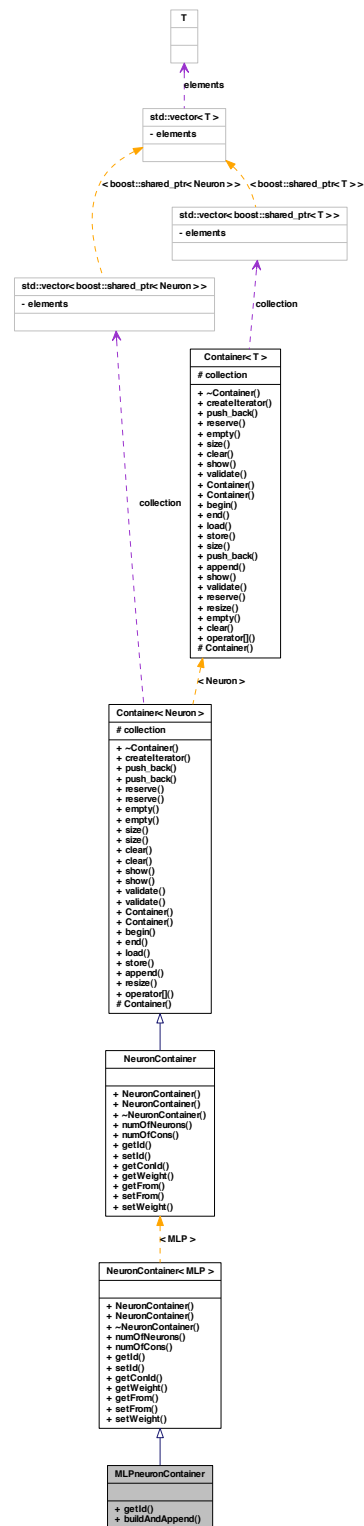 T
elements
std::vector< T >
- elements
< boost::shared_ptr< Neuron > >
< boost::shared_ptr< T > >
std::vector< boost::shared_ptr< T > >
- elements
std::vector< boost::shared_ptr< Neuron > >
- elements
collection
Container< T >
# collection
+ ~Container()
+ createIterator()
+ push_back()
+ reserve()
+ empty()
+ size()
+ clear()
+ show()
+ validate()
+ Container()
+ Container()
+ begin()
+ end()
+ load()
+ store()
+ size()
+ push_back()
+ append()
+ show()
+ validate()
+ reserve()
+ resize()
+ empty()
+ clear()
+ operator[]()
# Container()
collection
< Neuron >
Container< Neuron >
# collection
+ ~Container()
+ createIterator()
+ push_back()
+ push_back()
+ reserve()
+ reserve()
+ empty()
+ empty()
+ size()
+ size()
+ clear()
+ clear()
+ show()
+ show()
+ validate()
+ validate()
+ Container()
+ Container()
+ begin()
+ end()
+ load()
+ store()
+ append()
+ resize()
+ operator[]()
# Container()
NeuronContainer
+ NeuronContainer()
+ NeuronContainer()
+ ~NeuronContainer()
+ numOfNeurons()
+ numOfCons()
+ getId()
+ setId()
+ getConId()
+ getWeight()
+ getFrom()
+ setFrom()
+ setWeight()
< MLP >
NeuronContainer< MLP >
+ NeuronContainer()
+ NeuronContainer()
+ ~NeuronContainer()
+ numOfNeurons()
+ numOfCons()
+ getId()
+ setId()
+ getConId()
+ getWeight()
+ getFrom()
+ setFrom()
+ setWeight()
MLPneuronContainer
+ getId()
+ buildAndAppend()